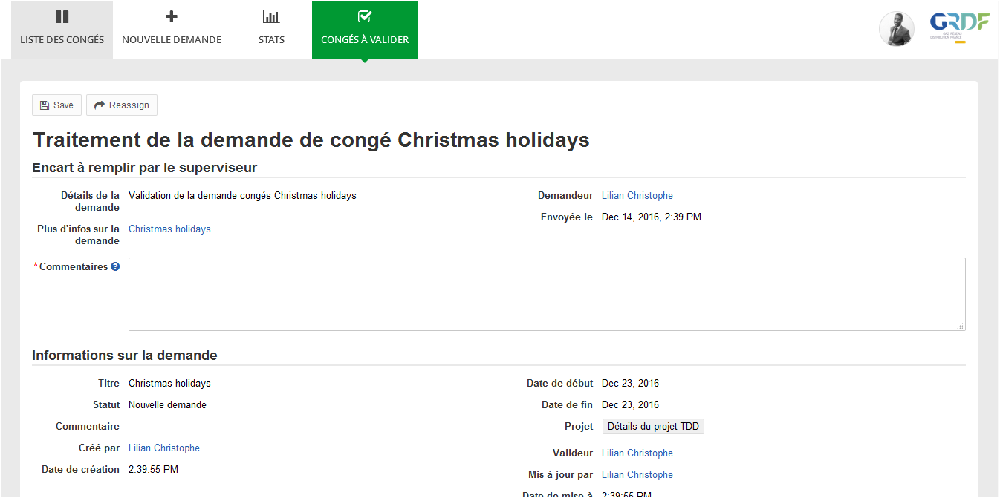 LISTE DES CONGÉS
NOUVELLE DEMANDE
STATS
CONGÉS À VALIDER
GRDF
GAZ RÉSEAU
DISTRIBUTION FRANCE
Save
Reassign
Traitement de la demande de congé Christmas holidays
Encart à remplir par le superviseur
Détails de la demande Validation de la demande congés Christmas holidays
Demandeur Lilian Christophe
Envoyée le Dec 14, 2016, 2:39 PM
Plus d'infos sur la demande Christmas holidays
*Commentaires ?
Informations sur la demande
Titre Christmas holidays
Date de début Dec 23, 2016
Statut Nouvelle demande
Date de fin Dec 23, 2016
Commentaire
Projet Détails du projet TDD
Créé par Lilian Christophe
Valideur Lilian Christophe
Date de création 2:39:55 PM
Mis à jour par Lilian Christophe
Date de mise à 2:39:55 PM